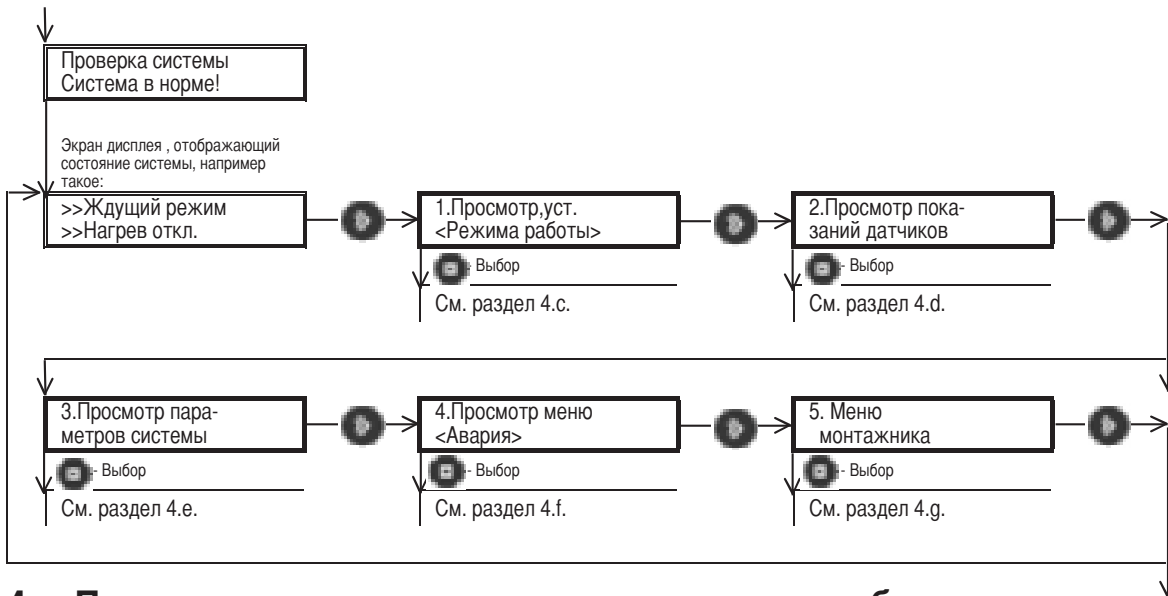 Проверка системы
Система в норме!
Экран дисплея , отображающий
состояние системы, например
такое:
>>Ждущий режим
>>Нагрев откл.
1.Просмотр,уст.
<Режима работы>
- Выбор
См. раздел 4.c.
2.Просмотр пока-
заний датчиков
- Выбор
См. раздел 4.d.
3.Просмотр пара-
метров системы
- Выбор
См. раздел 4.e.
4.Просмотр меню
<Авария>
- Выбор
См. раздел 4.f.
5. Меню
монтажника
- Выбор
См. раздел 4.g.